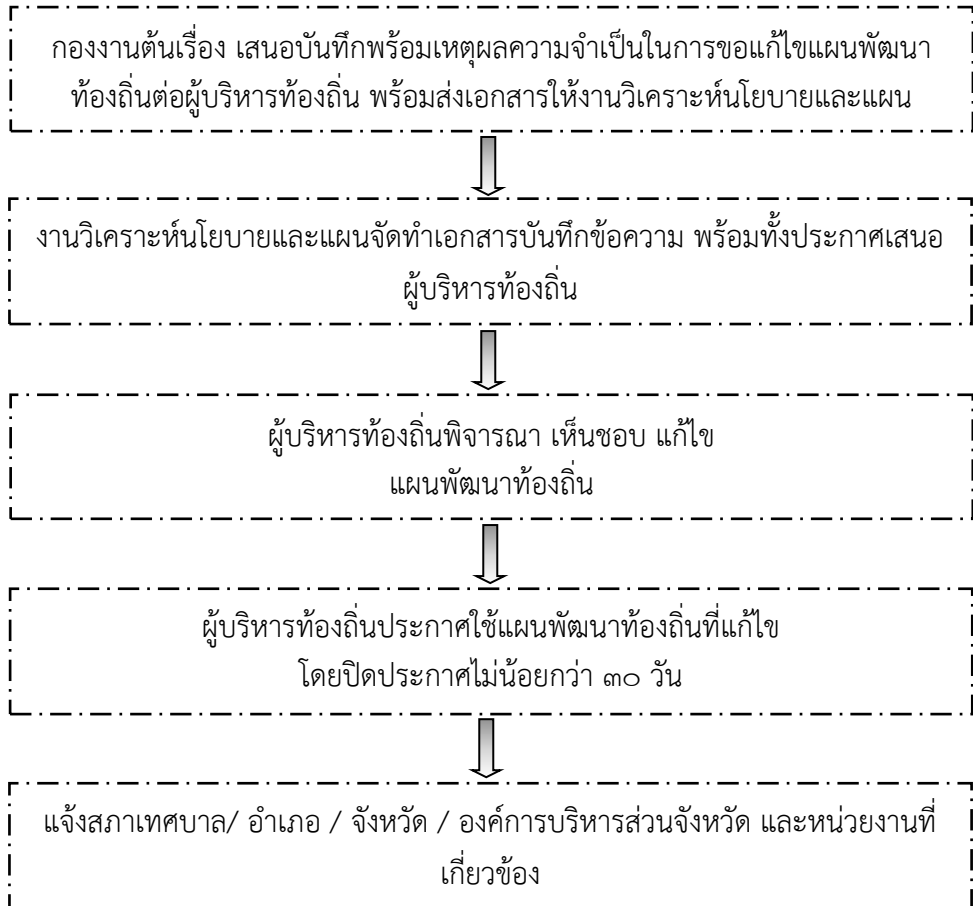 กองงานต้นเรื่อง เสนอบันทึกพร้อมเหตุผลความจำเป็นในการขอแก้ไขแผนพัฒนา
ท้องถิ่นต่อผู้บริหารท้องถิ่น พร้อมส่งเอกสารให้งานวิเคราะห์นโยบายและแผน
งานวิเคราะห์นโยบายและแผนจัดทำเอกสารบันทึกข้อความ พร้อมทั้งประกาศเสนอ
ผู้บริหารท้องถิ่น
ผู้บริหารท้องถิ่นพิจารณา เห็นชอบ แก้ไข
แผนพัฒนาท้องถิ่น
ผู้บริหารท้องถิ่นประกาศใช้แผนพัฒนาท้องถิ่นที่แก้ไข
โดยปิดประกาศไม่น้อยกว่า ๓๐ วัน
แจ้งสภาเทศบาล/ อำเภอ / จังหวัด / องค์การบริหารส่วนจังหวัด และหน่วยงานที่
เกี่ยวข้อง